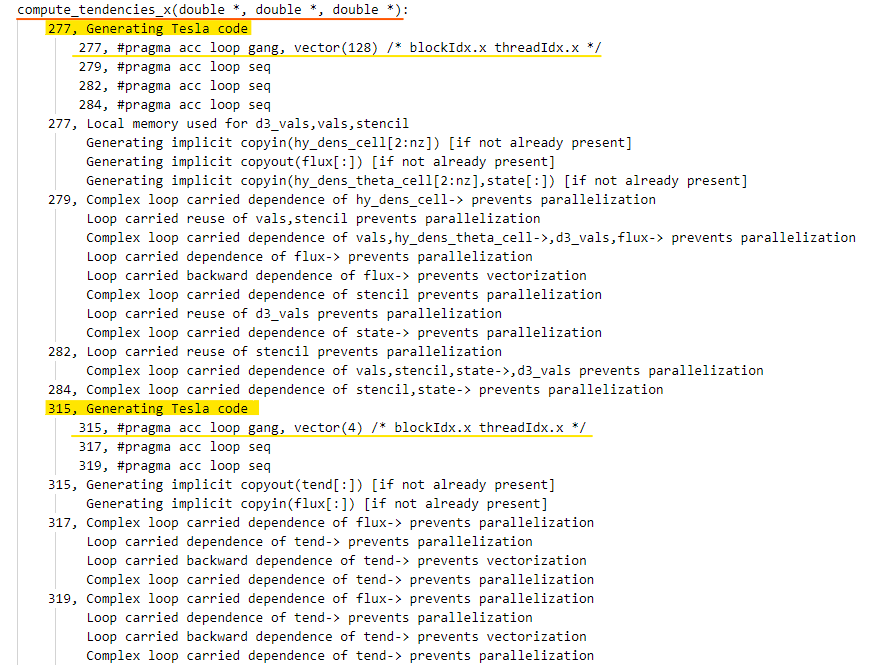 compute_tendencies_x(double *, double *, double *):
277, Generating Tesla code
277, #pragma acc loop gang, vector(128) /* blockIdx.x threadIdx.x */
279, #pragma acc loop seq
282, #pragma acc loop seq
284, #pragma acc loop seq
277, Local memory used for d3_vals,vals,stencil
Generating implicit copyin(hy_dens_cell[2:nz]) [if not already present]
Generating implicit copyout(flux[:]) [if not already present]
Generating implicit copyin(hy_dens_theta_cell[2:nz],state[:]) [if not already present]
279, Complex loop carried dependence of hy_dens_cell-> prevents parallelization
Loop carried reuse of vals,stencil prevents parallelization
Complex loop carried dependence of vals,hy_dens_theta_cell->,d3_vals,flux-> prevents parallelization
Loop carried dependence of flux-> prevents parallelization
Loop carried backward dependence of flux-> prevents vectorization
Complex loop carried dependence of stencil prevents parallelization
Loop carried reuse of d3_vals prevents parallelization
Complex loop carried dependence of state-> prevents parallelization
282, Loop carried reuse of stencil prevents parallelization
Complex loop carried dependence of vals,stencil,state->,d3_vals prevents parallelization
284, Complex loop carried dependence of stencil,state-> prevents parallelization
315, Generating Tesla code
315, #pragma acc loop gang, vector(4) /* blockIdx.x threadIdx.x */
317, #pragma acc loop seq
319, #pragma acc loop seq
315, Generating implicit copyout(tend[:]) [if not already present]
Generating implicit copyin(flux[:]) [if not already present]
317, Complex loop carried dependence of flux-> prevents parallelization
Loop carried dependence of tend-> prevents parallelization
Loop carried backward dependence of tend-> prevents vectorization
Complex loop carried dependence of tend-> prevents parallelization
319, Complex loop carried dependence of flux-> prevents parallelization
Loop carried dependence of tend-> prevents parallelization
Loop carried backward dependence of tend-> prevents vectorization
Complex loop carried dependence of tend-> prevents parallelization